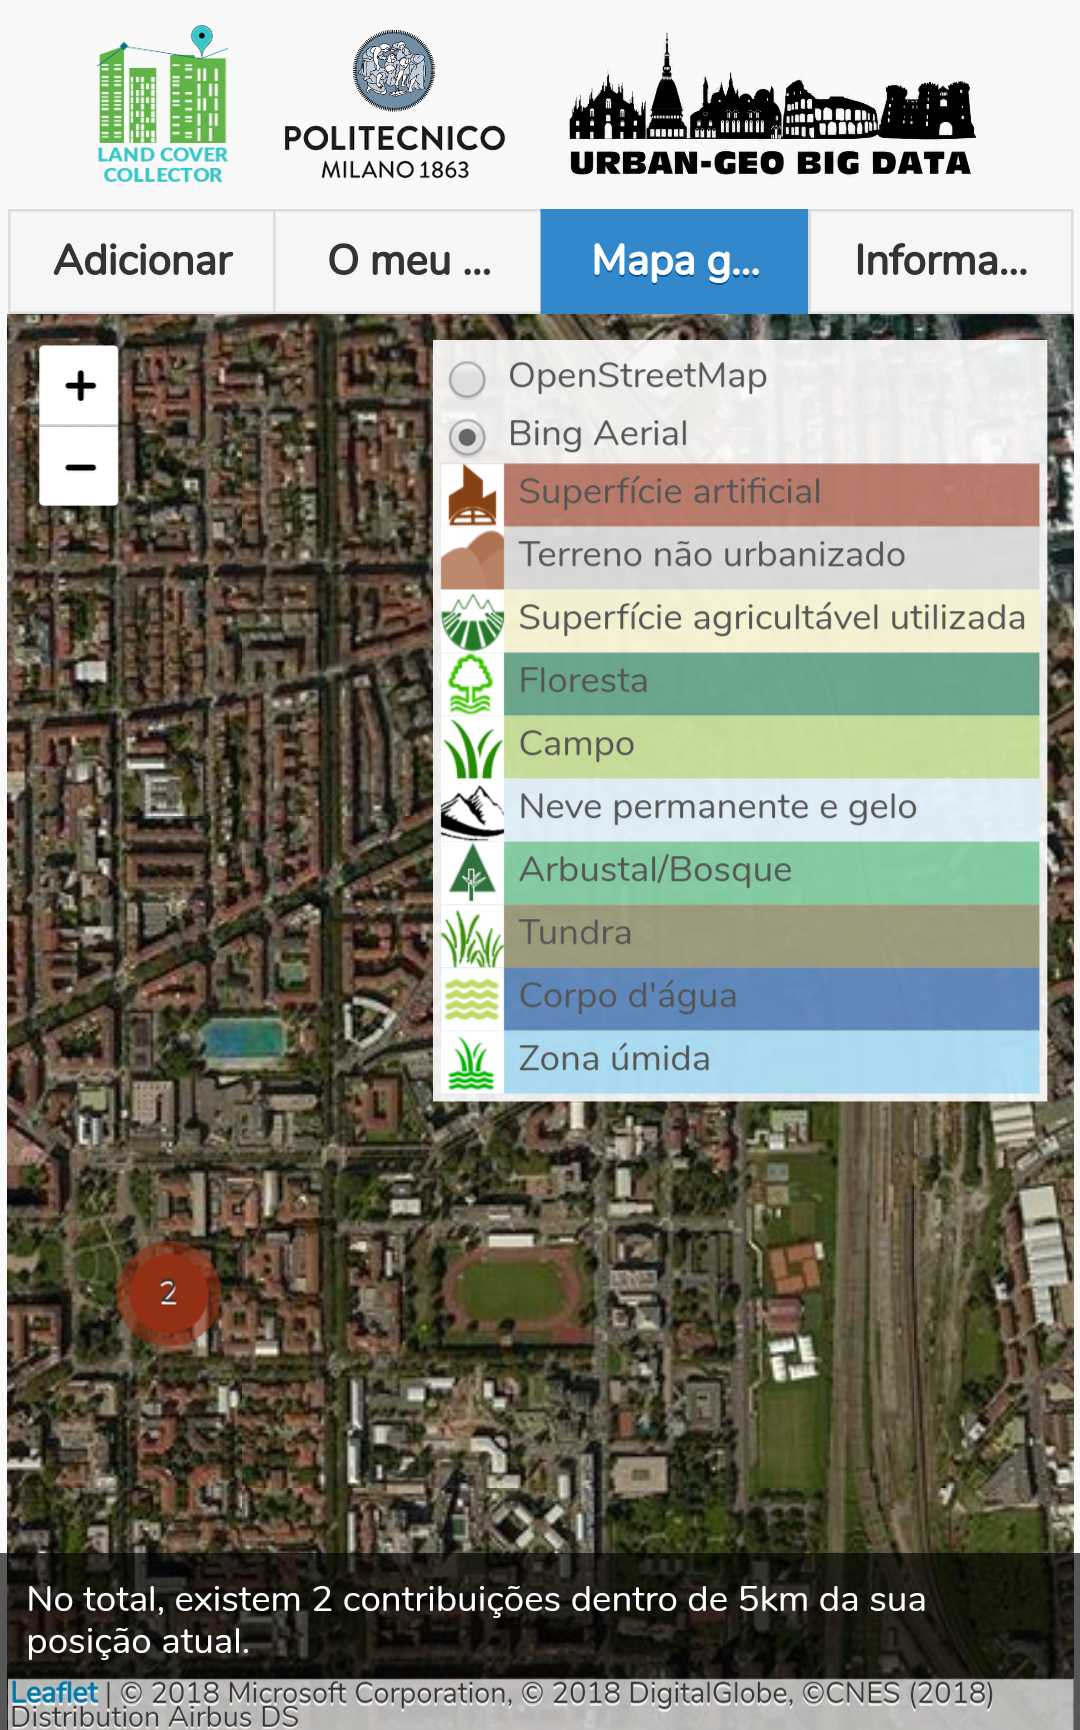 LAND COVER
COLLECTOR
POLITECNICO
MILANO 1863
URBAN-GEO BIG DATA
Adicionar
O meu ...
Mapa g...
Informa...
+
OpenStreetMap
−
Bing Aerial
Superfície artificial
Terreno não urbanizado
Superfície agricultável utilizada
Floresta
Campo
Neve permanente e gelo
Arbustal/Bosque
Tundra
Corpo d'água
Zona úmida
2
No total, existem 2 contribuições dentro de 5km da sua
posição atual.
Leaflet | © 2018 Microsoft Corporation, © 2018 DigitalGlobe, ©CNES (2018)
Distribution Airbus DS